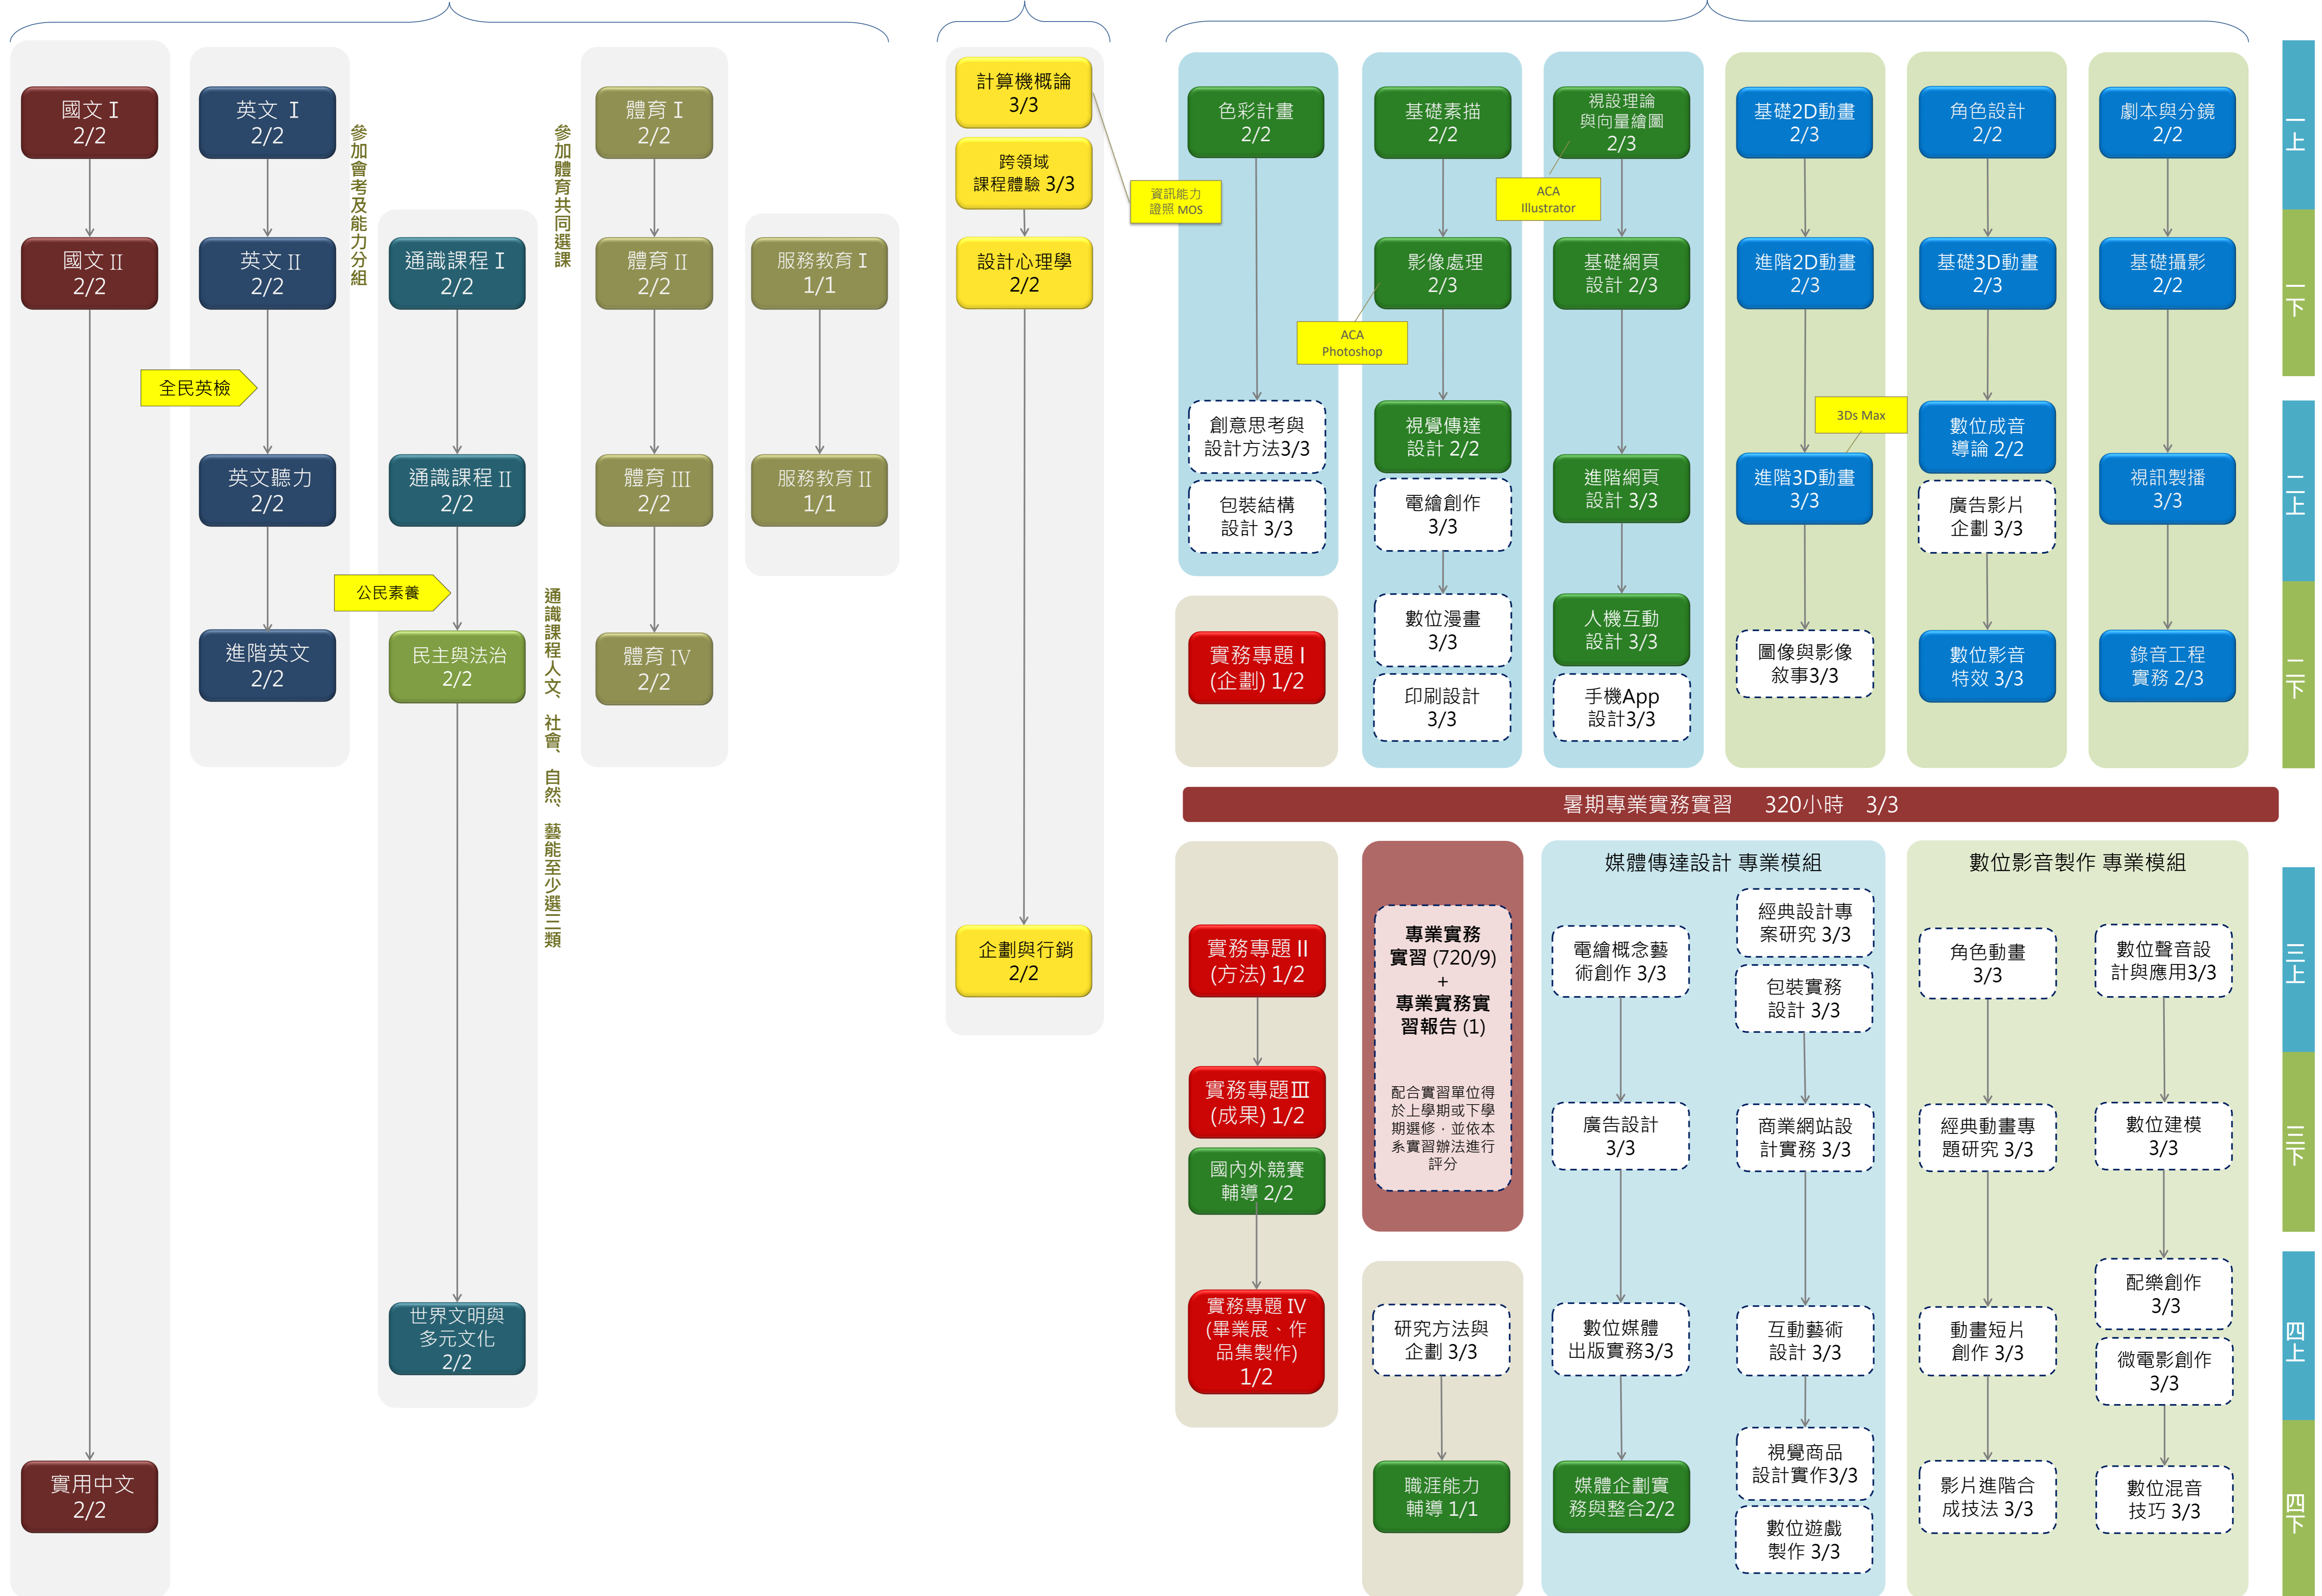 國文 I
2/2
國文 II
2/2
實用中文
2/2
英文 I
2/2
英文 II
2/2
全民英檢
英文聽力
2/2
進階英文
2/2
參加會考及能力分組
通識課程 I
2/2
通識課程 II
2/2
公民素養
民主與法治
2/2
世界文明與
多元文化
2/2
通識課程人文、社會、自然、藝能至少選三類
參加體育共同選課
體育 I
2/2
體育 II
2/2
體育 III
2/2
體育 IV
2/2
服務教育 I
1/1
服務教育 II
1/1
計算機概論
3/3
跨領域
課程體驗 3/3
設計心理學
2/2
企劃與行銷
2/2
資訊能力
證照 MOS
色彩計畫
2/2
創意思考與
設計方法3/3
包裝結構
設計 3/3
實務專題 I
(企劃) 1/2
基礎素描
2/2
影像處理
2/3
ACA
Photoshop
視覺傳達
設計 2/2
電繪創作
3/3
數位漫畫
3/3
印刷設計
3/3
視設理論
與向量繪圖
2/3
ACA
Illustrator
基礎網頁
設計 2/3
進階網頁
設計 3/3
人機互動
設計 3/3
手機App
設計3/3
基礎2D動畫
2/3
進階2D動畫
2/3
3Ds Max
進階3D動畫
3/3
圖像與影像
敘事3/3
角色設計
2/2
基礎3D動畫
2/3
數位成音
導論 2/2
廣告影片
企劃 3/3
數位影音
特效 3/3
劇本與分鏡
2/2
基礎攝影
2/2
視訊製播
3/3
錄音工程
實務 2/3
一上
一下
二上
二下
暑期專業實務實習 320小時 3/3
實務專題 II
(方法) 1/2
實務專題III
(成果) 1/2
國內外競賽
輔導 2/2
實務專題 IV
(畢業展、作
品集製作)
1/2
專業實務
實習 (720/9)
+
專業實務實
習報告 (1)
配合實習單位得
於上學期或下學
期選修，並依本
系實習辦法進行
評分
研究方法與
企劃 3/3
職涯能力
輔導 1/1
媒體傳達設計 專業模組
電繪概念藝
術創作 3/3
廣告設計
3/3
數位媒體
出版實務3/3
媒體企劃實
務與整合2/2
經典設計專
案研究 3/3
包裝實務
設計 3/3
商業網站設
計實務 3/3
互動藝術
設計 3/3
視覺商品
設計實作3/3
數位遊戲
製作 3/3
數位影音製作 專業模組
角色動畫
3/3
經典動畫專
題研究 3/3
動畫短片
創作 3/3
影片進階合
成技法 3/3
數位聲音設
計與應用3/3
數位建模
3/3
配樂創作
3/3
微電影創作
3/3
數位混音
技巧 3/3
三上
三下
四上
四下